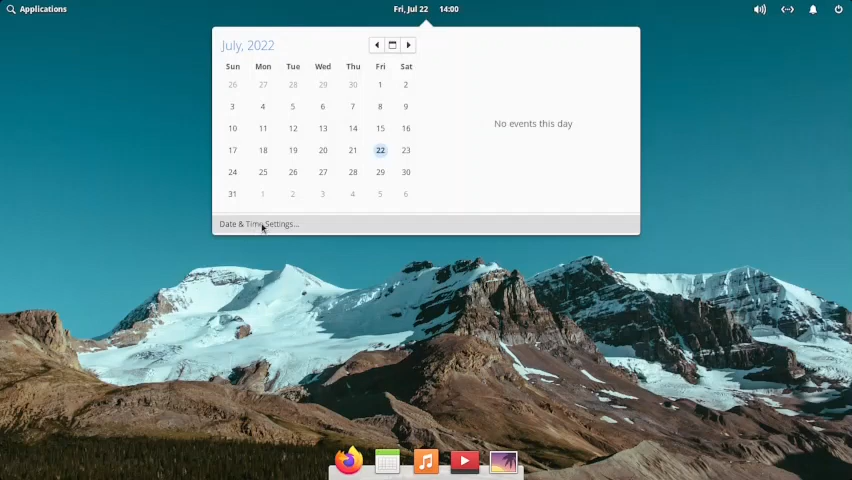 Applications
Fri, Jul 22 14:00
July, 2022
Sun Mon Tue Wed Thu Fri Sat
26 27 28 29 30 1 2
3 4 5 6 7 8 9
10 11 12 13 14 15 16
17 18 19 20 21 22 23
24 25 26 27 28 29 30
31 1 2 3 4 5 6
No events this day
Date & Time Settings...